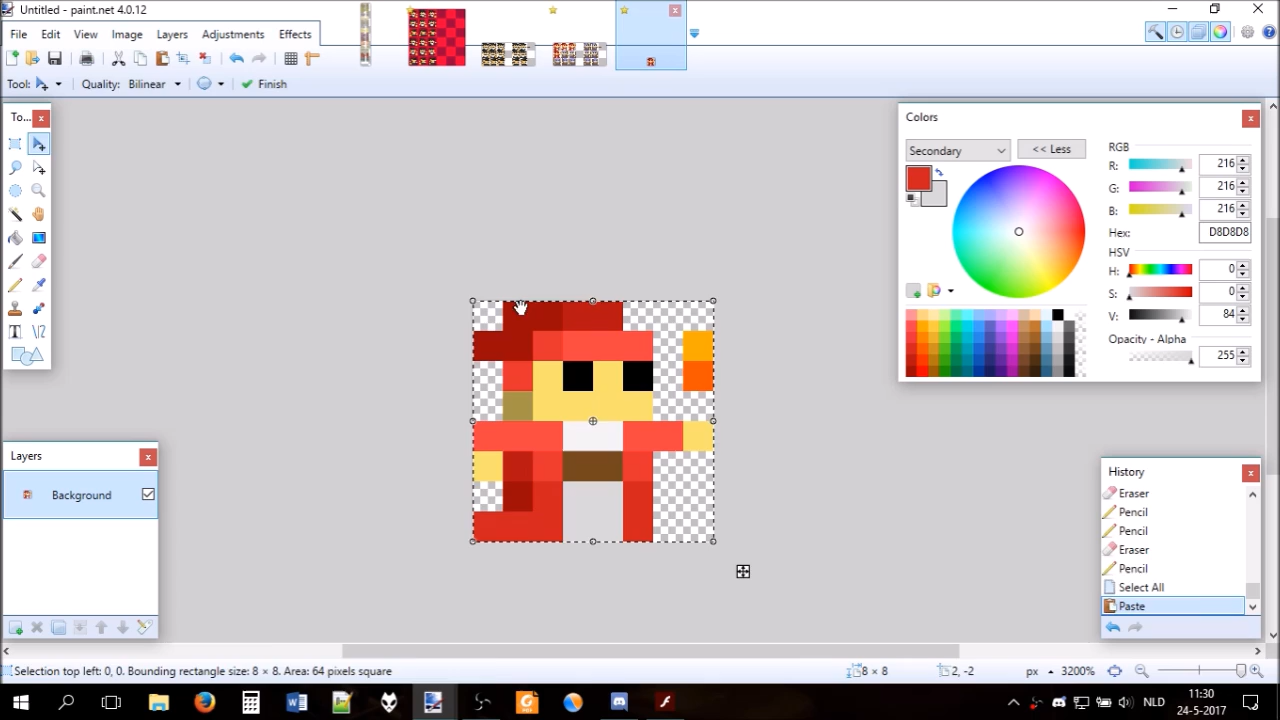 Untitled - paint.net 4.0.12
File Edit View Image Layers Adjustments Effects
Tool: Quality: Bilinear Finish
To...
Colors
Secondary << Less
RGB
R: 216
G: 216
B: 216
Hex: D8D8D8
HSV
H: 0
S: 0
V: 84
Opacity - Alpha
255
Layers
Background
History
Eraser
Pencil
Pencil
Eraser
Pencil
Select All
Paste
Selection top left: 0, 0. Bounding rectangle size: 8 × 8. Area: 64 pixels square
8 × 8 2, -2 px 3200%
NLD 11:30
24-5-2017